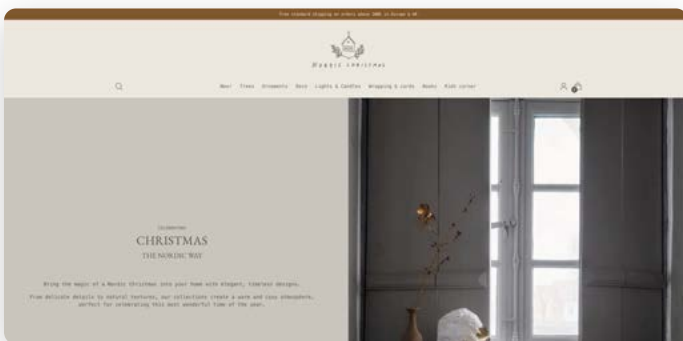 Free standard shipping on orders above 100€ in Europe & UK
Nordic CHRISTMAS
Wear Trees Ornaments Deco Lights & Candles Wrapping & cards Books Kids corner
CELEBRATING
CHRISTMAS
THE NORDIC WAY
Bring the magic of a Nordic Christmas into your home with elegant, timeless designs.
From delicate details to natural textures, our collections create a warm and cosy atmosphere,
perfect for celebrating this most wonderful time of the year.